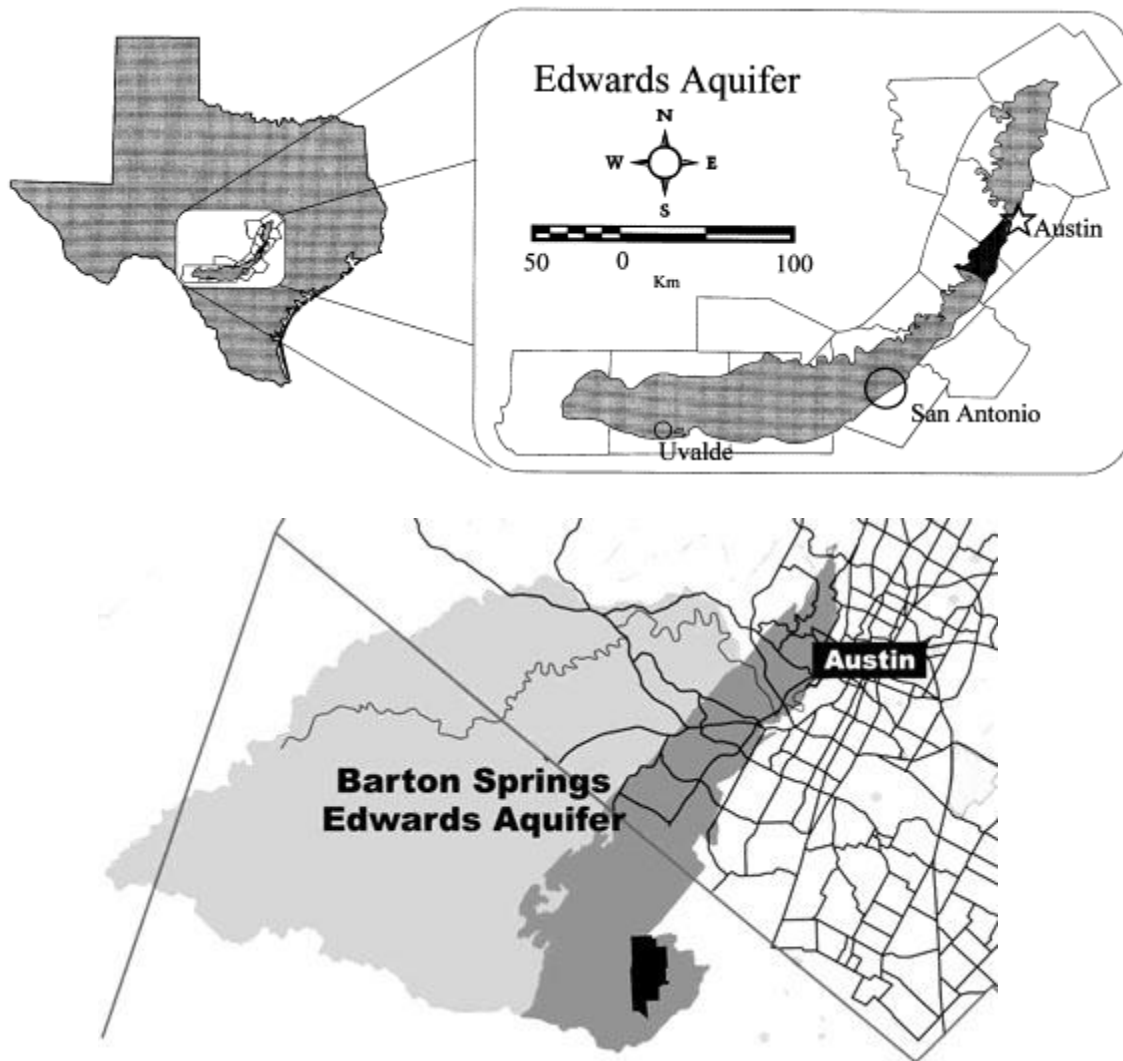 Edwards Aquifer
N
W E
S
50 0 100
Km
Austin
San Antonio
Uvalde
Austin
Barton Springs
Edwards Aquifer